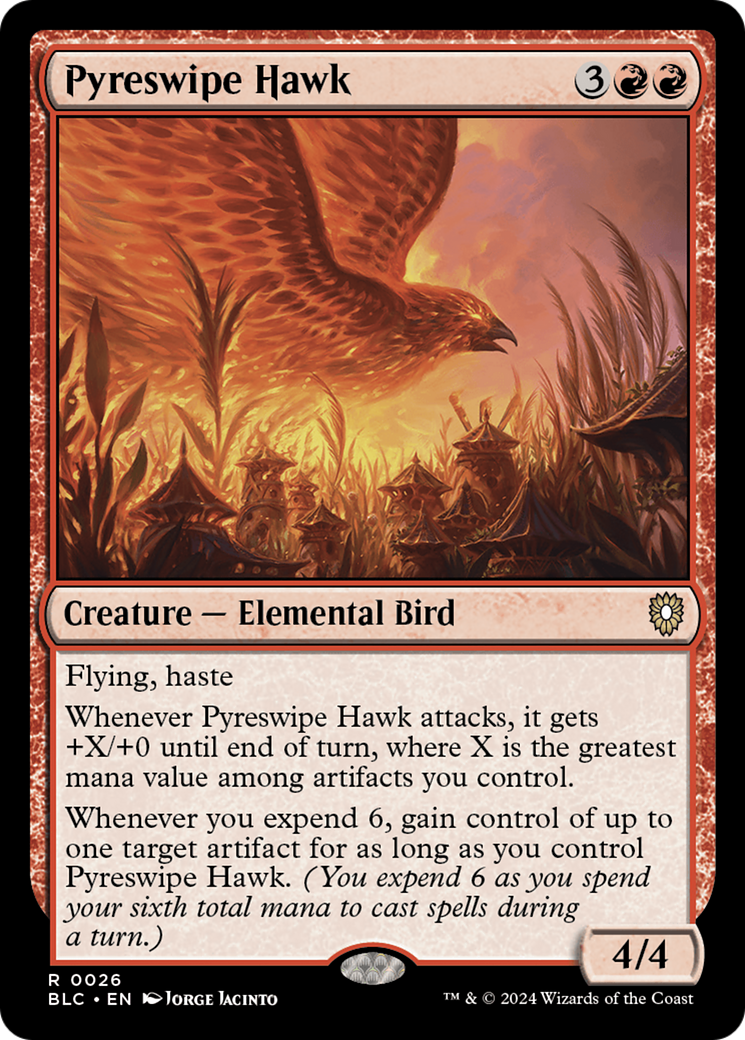 Pyreswipe Hawk 3
Creature — Elemental Bird
Flying, haste
Whenever Pyreswipe Hawk attacks, it gets
+X/+0 until end of turn, where X is the greatest
mana value among artifacts you control.
Whenever you expend 6, gain control of up to
one target artifact for as long as you control
Pyreswipe Hawk. (You expend 6 as you spend
your sixth total mana to cast spells during
a turn.)
4/4
R 0026
BLC • EN Jorge Jacinto
™ & © 2024 Wizards of the Coast